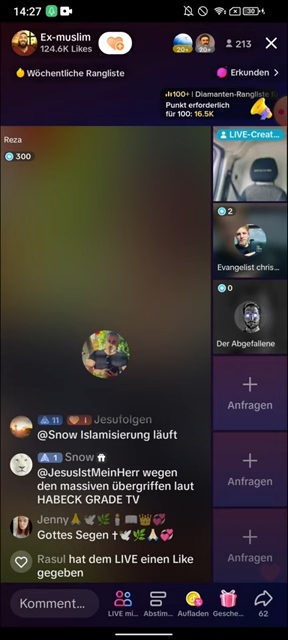 14:27
Ex-muslim
124.6K Likes
20+
20+
213
Wöchentliche Rangliste
Erkunden >
100+ | Diamanten-Rangliste
Punkt erforderlich
für 100: 16.5K
Reza
300
LIVE-Creat...
2
Evangelist chris...
0
Der Abgefallene
Anfragen
Anfragen
Anfragen
11 Jesufolgen
@Snow Islamisierung läuft
1 Snow
@JesusIstMeinHerr wegen
den massiven übergriffen laut
HABECK GRADE TV
Jenny
Gottes Segen
Rasul hat dem LIVE einen Like
gegeben
Komment...
LIVE mi...
Abstim...
Aufladen
Gesche...
62